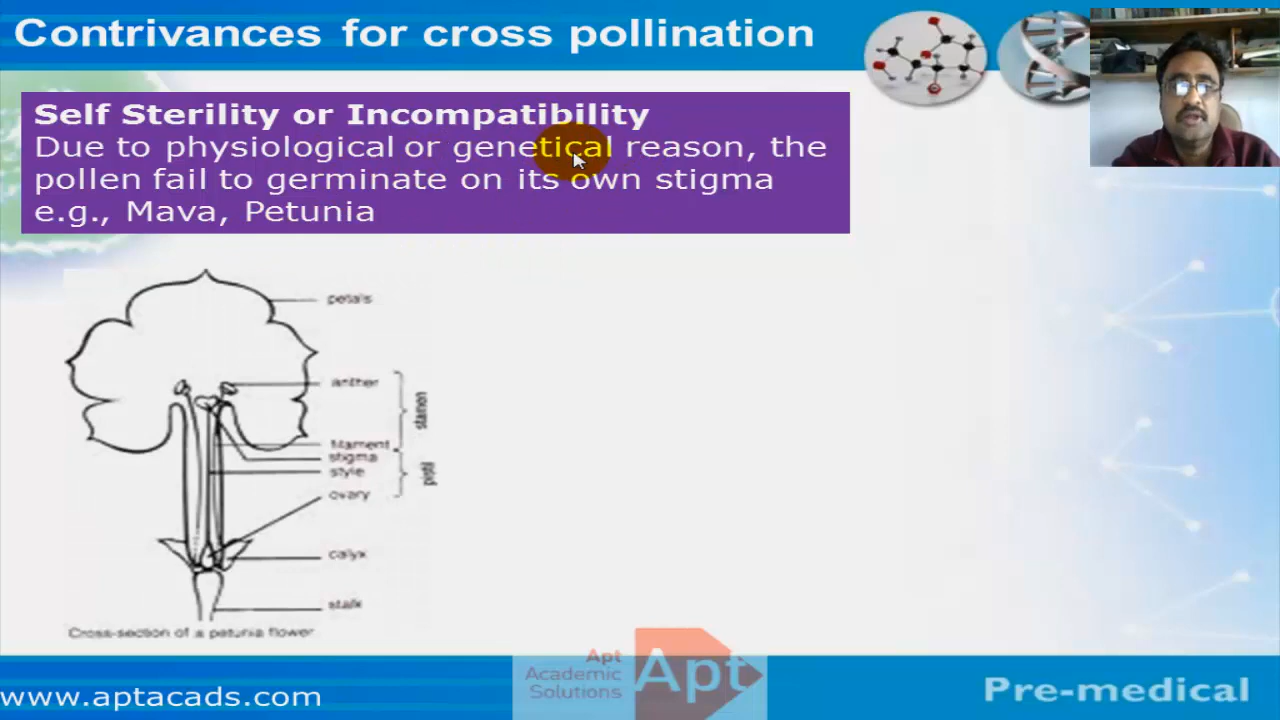 Contrivances for cross pollination
Self Sterility or Incompatibility
Due to physiological or genetical reason, the
pollen fail to germinate on its own stigma
e.g., Mava, Petunia
petals
anther
stamen
filament
stigma
style
pistil
ovary
calyx
stalk
Cross-section of a petunia flower
www.aptacads.com
Apt
Academic
Solutions
Apt
Pre-medical